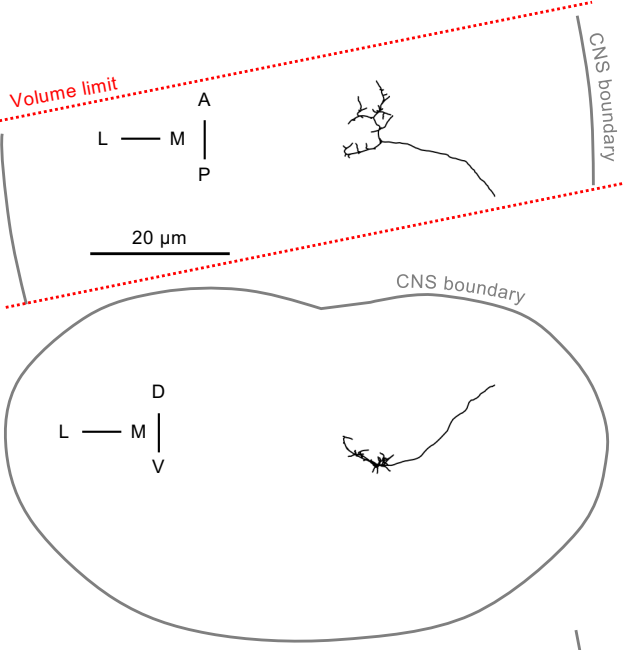 CNS boundary
Volume limit
A
L M
P
20 µm
CNS boundary
D
L M
V